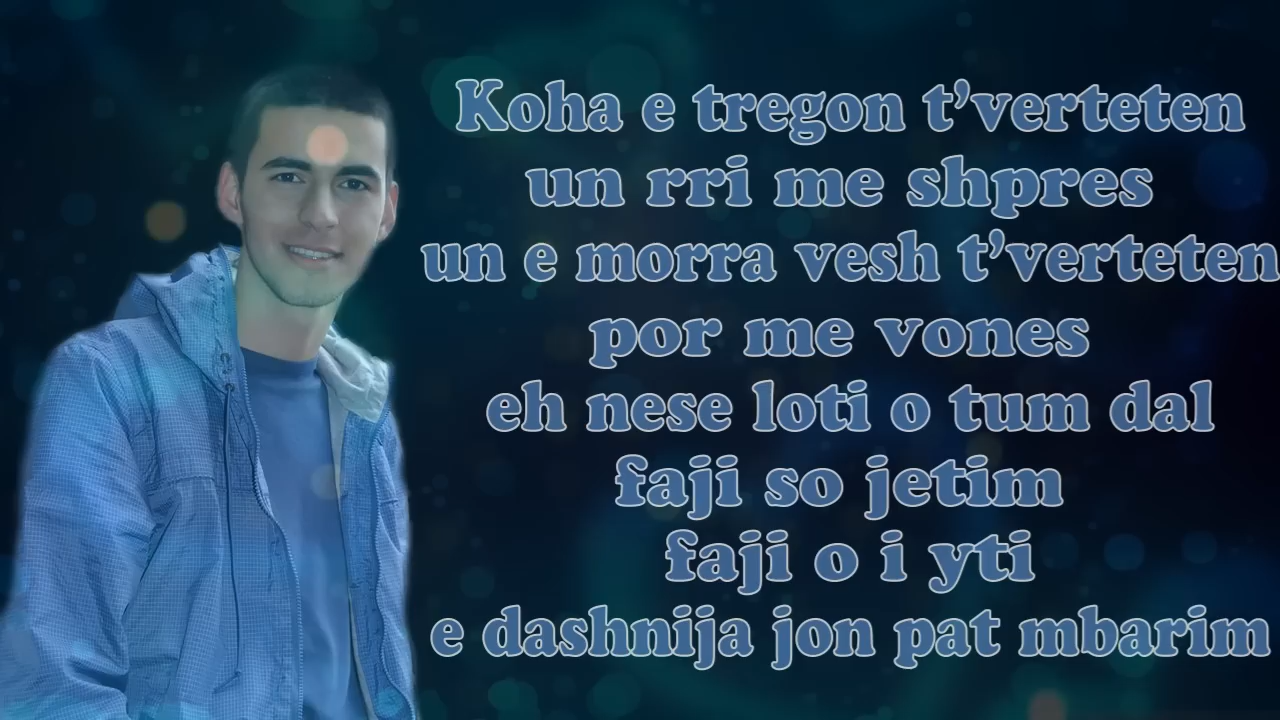 Koha e tregon t'verteten
un rri me shpres
un e morra vesh t'verteten
por me vones
eh nese loti o tum dal
faji so jetim
faji o i yti
e dashnija jon pat mbarim